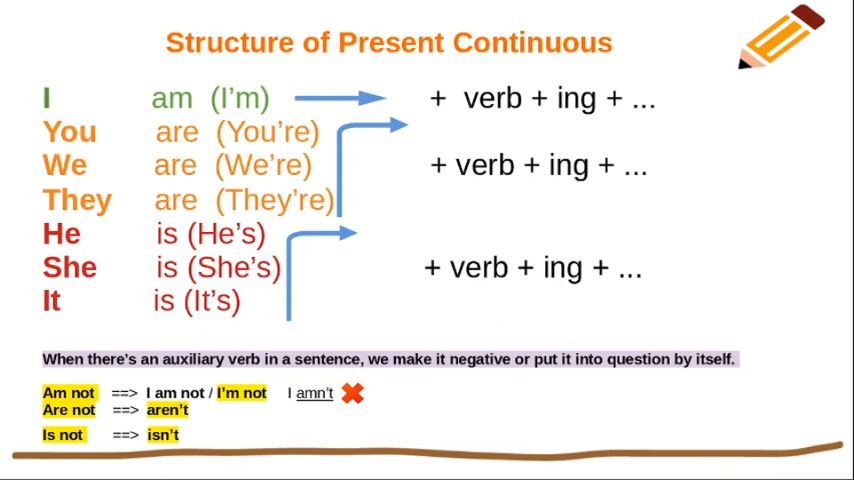 Structure of Present Continuous
I am (I’m) + verb + ing + ...
You are (You’re)
We are (We’re) + verb + ing + ...
They are (They’re)
He is (He’s)
She is (She’s) + verb + ing + ...
It is (It’s)
When there’s an auxiliary verb in a sentence, we make it negative or put it into question by itself.
Am not ==> I am not / I’m not I amn’t
Are not ==> aren’t
Is not ==> isn’t